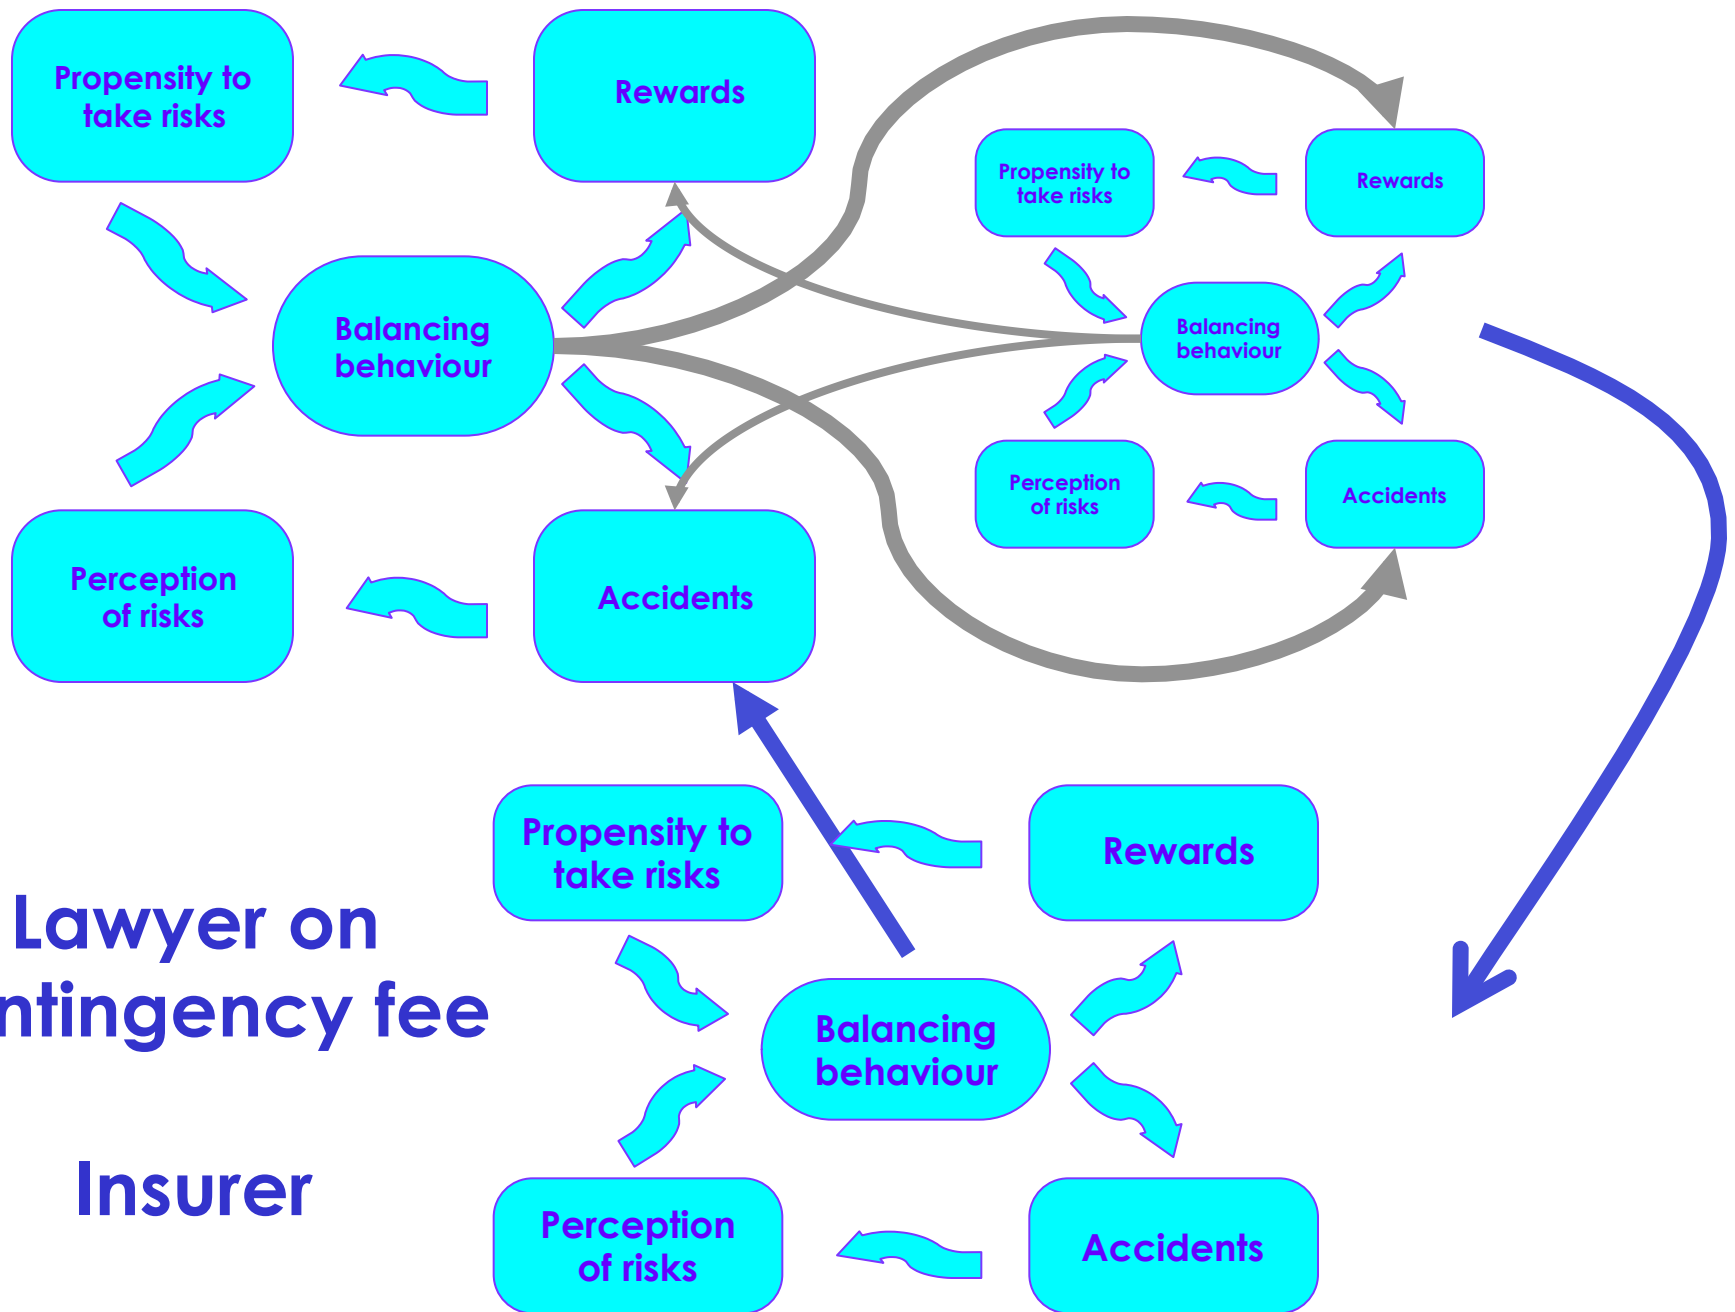 Propensity to
take risks
Rewards
Balancing
behaviour
Perception
of risks
Accidents
Propensity to
take risks
Rewards
Balancing
behaviour
Perception
of risks
Accidents
Propensity to
take risks
Rewards
Balancing
behaviour
Perception
of risks
Accidents
Lawyer on
ntingency fee
Insurer